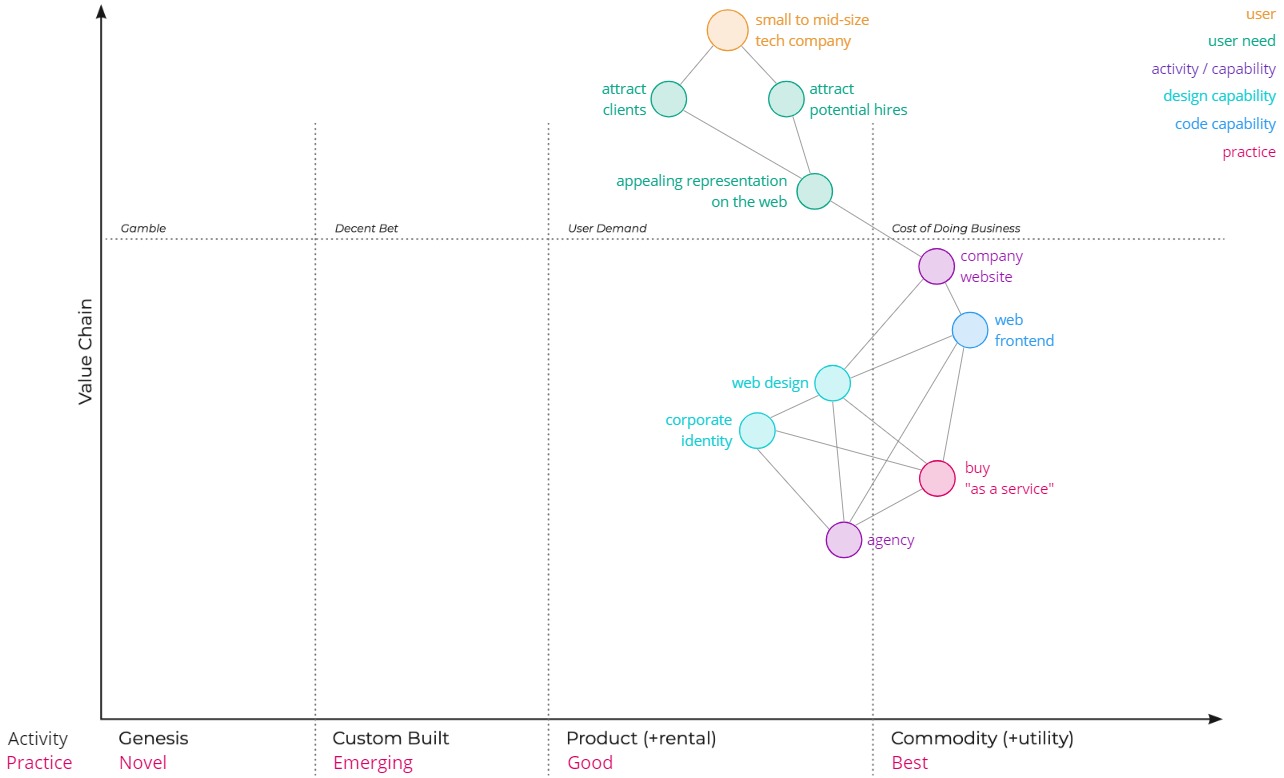 small to mid-size
tech company
user
user need
activity / capability
design capability
code capability
practice
attract
clients
attract
potential hires
appealing representation
on the web
Gamble
Decent Bet
User Demand
Cost of Doing Business
company
website
web
frontend
Value Chain
web design
corporate
identity
buy
"as a service"
agency
Activity
Genesis
Custom Built
Product (+rental)
Commodity (+utility)
Practice
Novel
Emerging
Good
Best